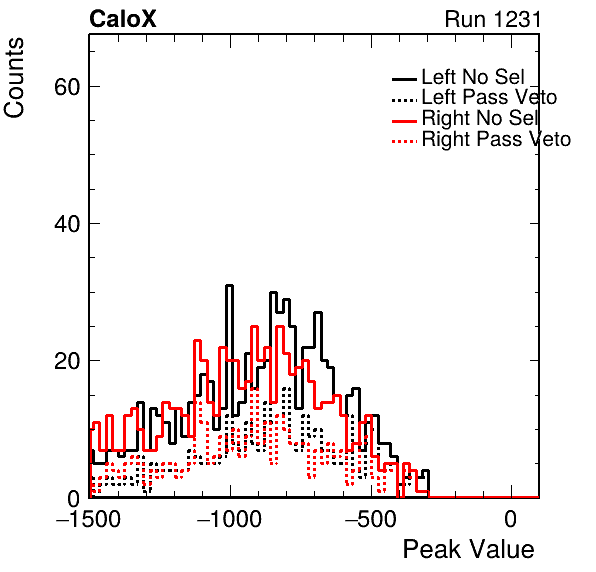 CaloX Run 1231
Counts
60
40
20
0
Left No Sel
Left Pass Veto
Right No Sel
Right Pass Veto
−1500 −1000 −500 0
Peak Value